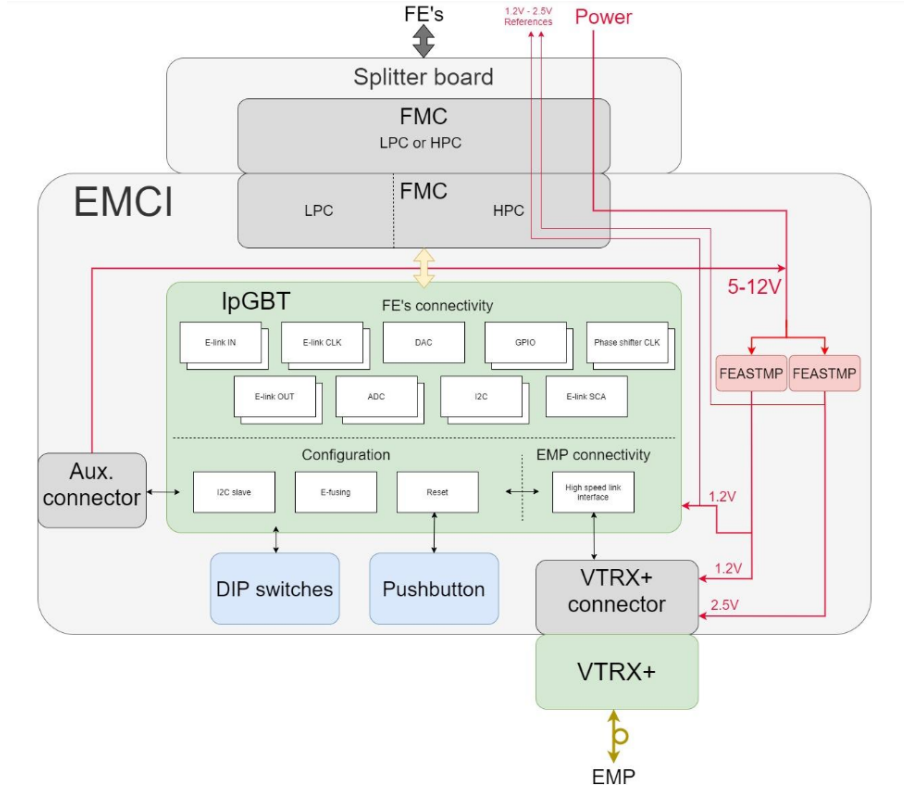 FE's
1.2V - 2.5V
References
Power
Splitter board
FMC
LPC or HPC
EMCI
FMC
LPC
HPC
5-12V
lpGBT
FE's connectivity
E-link IN
E-link CLK
DAC
GPIO
Phase shifter CLK
FEASTMP
FEASTMP
E-link OUT
ADC
I2C
E-link SCA
Configuration
EMP connectivity
Aux.
connector
I2C slave
E-fusing
Reset
High speed link
interface
1.2V
DIP switches
Pushbutton
VTRX+
connector
1.2V
2.5V
VTRX+
EMP